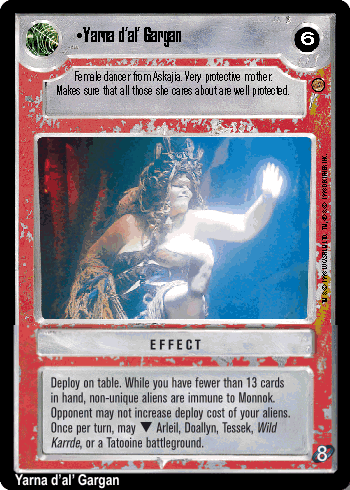 •Yarna d'al' Gargan
6
Female dancer from Askajia. Very protective mother.
Makes sure that all those she cares about are well protected.
EFFECT
Deploy on table. While you have fewer than 13 cards
in hand, non-unique aliens are immune to Monnok.
Opponent may not increase deploy cost of your aliens.
Once per turn, may ▼ Arleil, Doallyn, Tessek, Wild
Karrde, or a Tatooine battleground.
8
Yarna d'al' Gargan